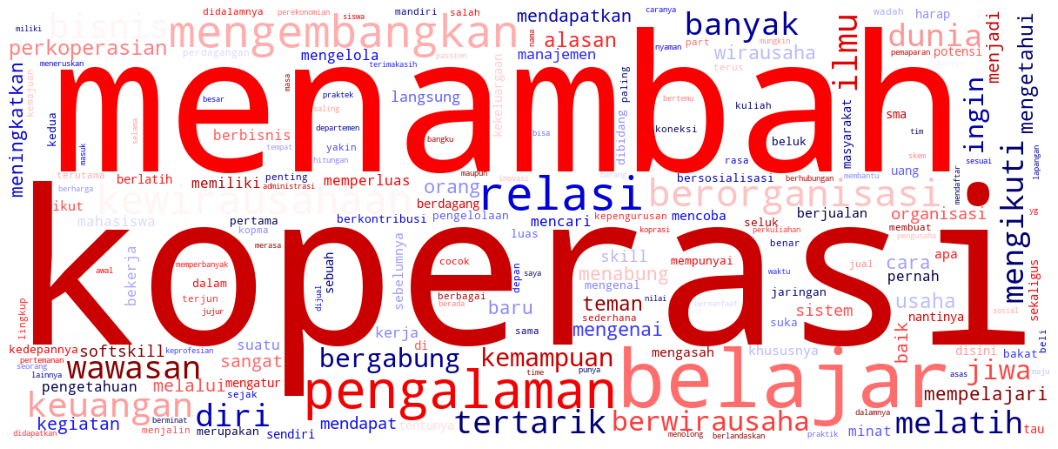 menambah
koperasi
belajar
pengalaman
mengembangkan
relasi
berorganisasi
kewirausahaan
banyak
dunia
bisnis
ilmu
ingin
mengikuti
jiwa
melatih
berwirausaha
tertarik
diri
keuangan
wawasan
bergabung
kemampuan
perkoperasian
didalamnya
perekonomian
siswa
mandiri
salah
mendapatkan
caranya
mungkin
wadah
harap
miliki
meneruskan
perdagangan
mengelola
terimakasih
passion
nama
nyaman
alasan
manajemen
part
wirausaha
terus
pemaparan
potensi
menjadi
mengetahui
meningkatkan
kemajuan
kedua
masuk
selama
besar
masa
praktek
saling
langsung
kekeluargaan
bertemu
paling
dibidang
kuliah
koneksi
masyarakat
sma
tim
uang
skem
sesuai
lapangan
berbisnis
tempat
departemen
hitungan
yakin
bangku
bisa
barang
rasa
beluk
membantu
mendaftar
terutama
berharga
ikut
berlatih
memiliki
penting
administrasi
memperluas
maupun
inovasi
orang
berdagang
bersosialisasi
berhubungan
mahasiswa
pertama
kopma
merasa
berkontribusi
pengelolaan
mencari
luas
kepengurusan
koprasi
mencoba
seluk
perkuliahan
berjualan
benar
membuat
organisasi
pengusaha
apa
yg
bekerja
awal
memperbanyak
dalam
terjun
jujur
lingkup
sebuah
dijual
sebelumnya
cocok
berbagai
berada
depan
saya
skill
mengenal
menabung
mempunyai
nilai
waktu
jaringan
suka
cara
pernah
jual
usaha
nantinya
sekaligus
sosial
baru
teman
sederhana
mengenai
sama
bermanfaat
sistem
baik
kedepannya
pertemanan
seorang
lainnya
softskill
keprofesian
suatu
sangat
kerja
di
time
punya
mengasah
khususnya
disini
bakat
beli
maju
asas
minat
mempelajari
pengetahuan
melalui
mengatur
sejak
berminat
kegiatan
didapatkan
menjalin
merupakan
sendiri
mendapat
tentunya
menolong
berlandaskan
praktik
dalamnya
tau